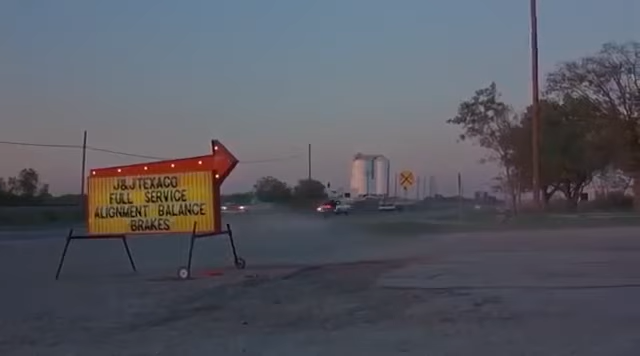 J&J TEXACO
FULL SERVICE
ALIGNMENT BALANCE
BRAKES